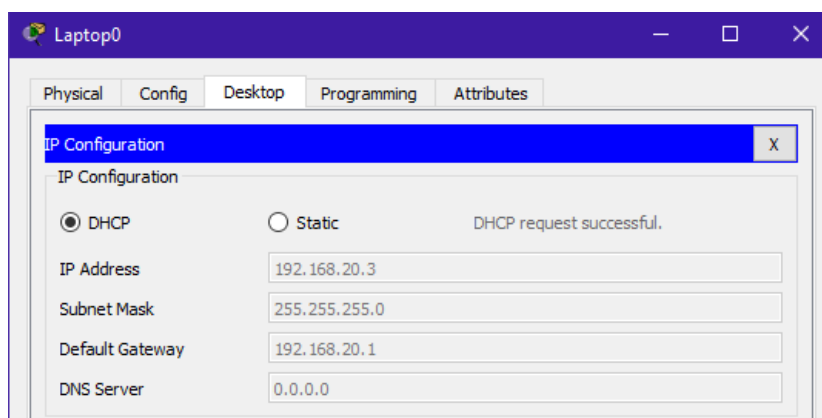 Laptop0
Physical Config Desktop Programming Attributes
IP Configuration X
IP Configuration
DHCP Static DHCP request successful.
IP Address 192.168.20.3
Subnet Mask 255.255.255.0
Default Gateway 192.168.20.1
DNS Server 0.0.0.0